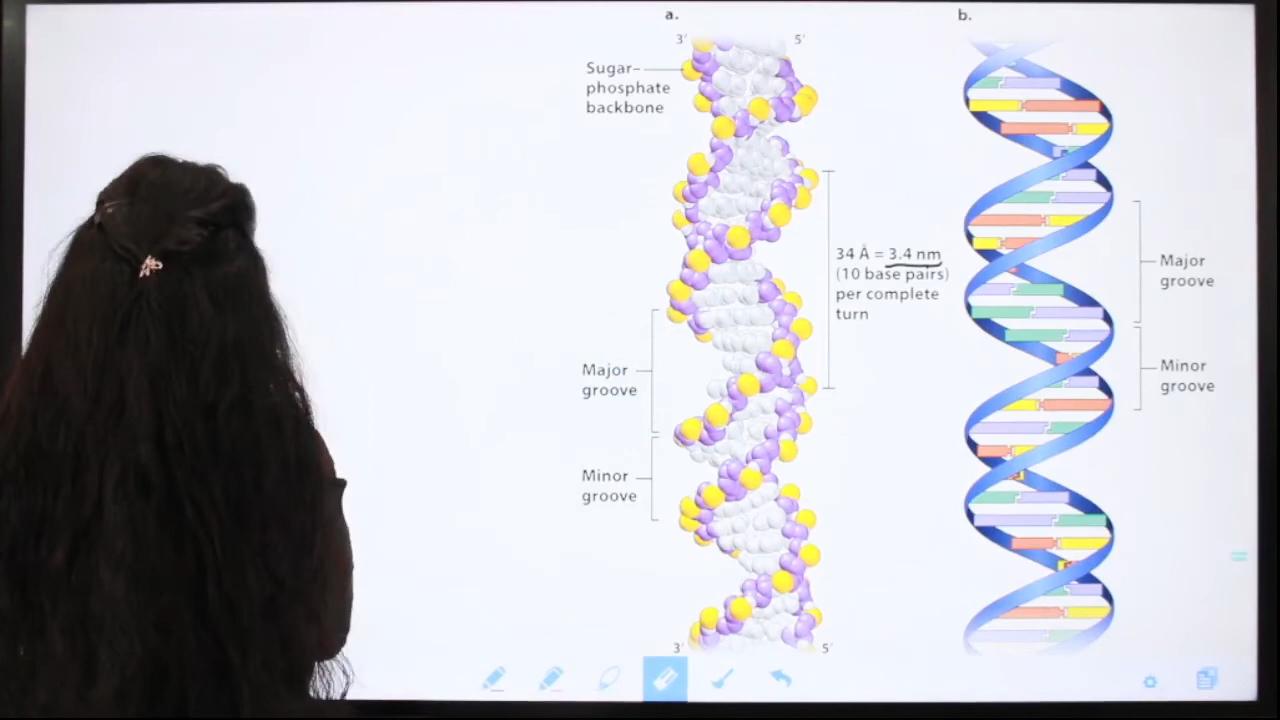 a.
b.
3′
5′
Sugar–
phosphate
backbone
34 Å = 3.4 nm
(10 base pairs)
per complete
turn
Major
groove
Minor
groove
Major
groove
Minor
groove
3′
5′